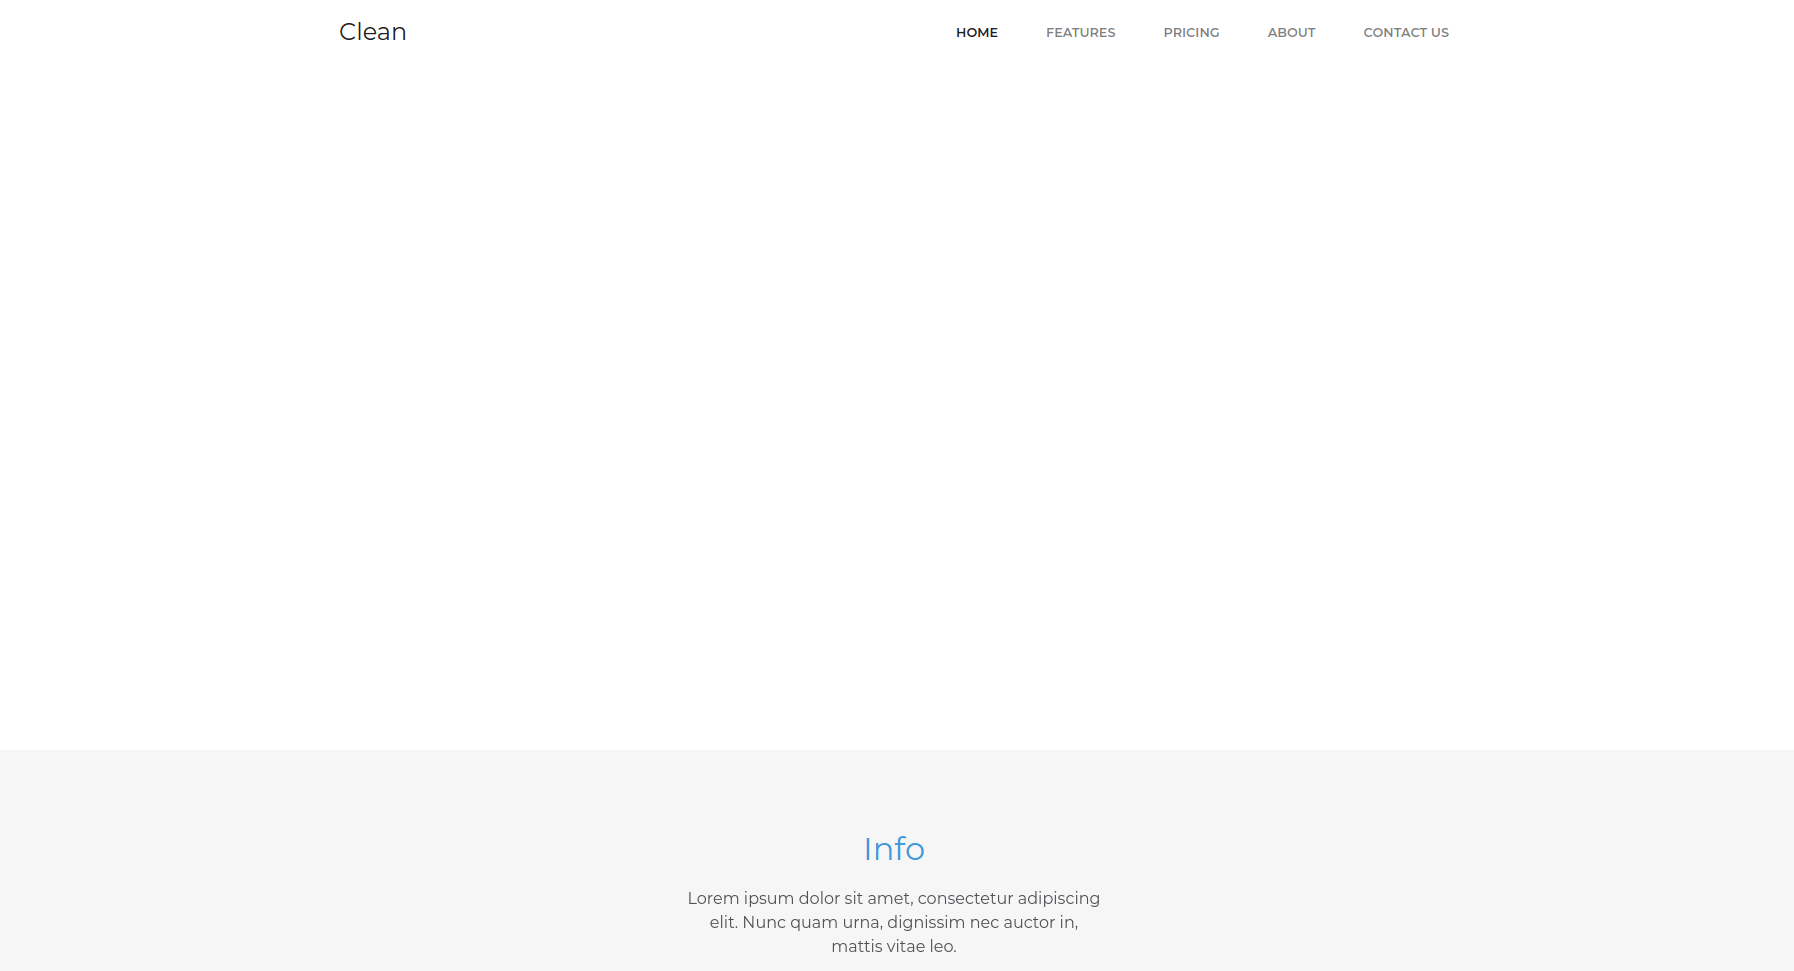 Clean
HOME FEATURES PRICING ABOUT CONTACT US
Info
Lorem ipsum dolor sit amet, consectetur adipiscing
elit. Nunc quam urna, dignissim nec auctor in,
mattis vitae leo.